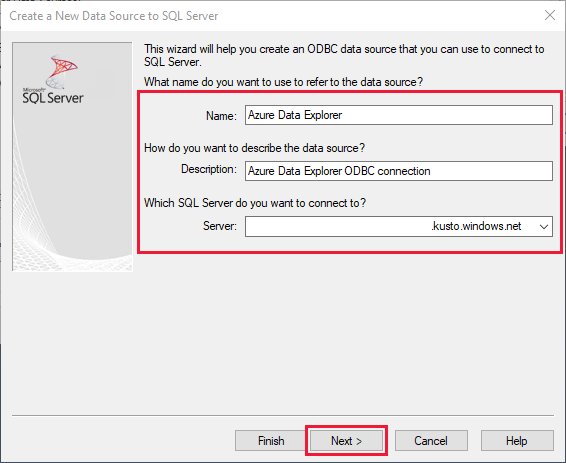 Create a New Data Source to SQL Server
Microsoft
SQL Server
This wizard will help you create an ODBC data source that you can use to connect to
SQL Server.
What name do you want to use to refer to the data source?
Name: Azure Data Explorer
How do you want to describe the data source?
Description: Azure Data Explorer ODBC connection
Which SQL Server do you want to connect to?
Server: .kusto.windows.net
Finish Next > Cancel Help